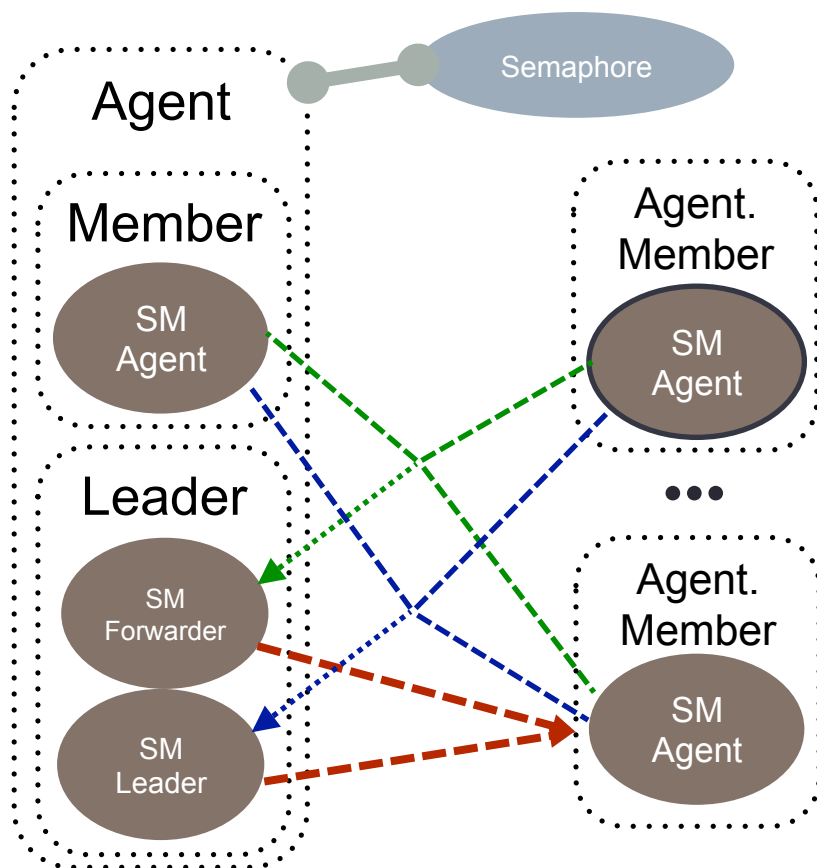 Agent
Semaphore
Member
SM
Agent
Leader
SM
Forwarder
SM
Leader
Agent.
Member
SM
Agent
•••
Agent.
Member
SM
Agent